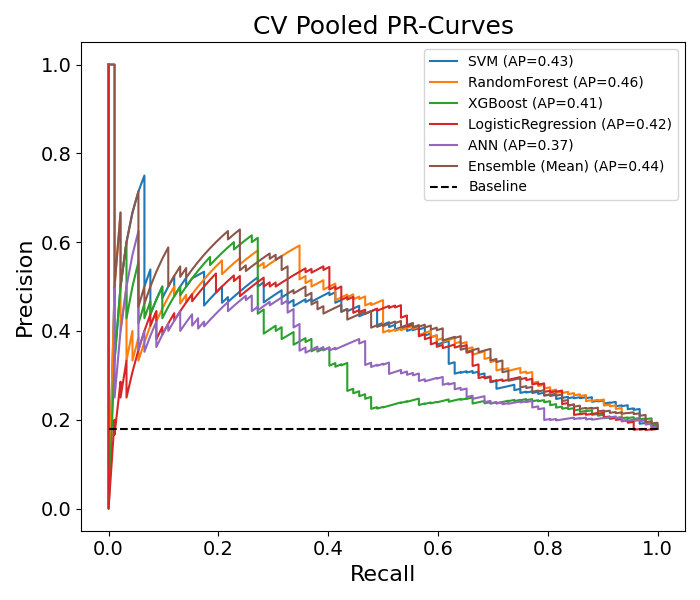 CV Pooled PR-Curves
SVM (AP=0.43)
RandomForest (AP=0.46)
XGBoost (AP=0.41)
LogisticRegression (AP=0.42)
ANN (AP=0.37)
Ensemble (Mean) (AP=0.44)
Baseline
Precision
1.0
0.8
0.6
0.4
0.2
0.0
0.0 0.2 0.4 0.6 0.8 1.0
Recall